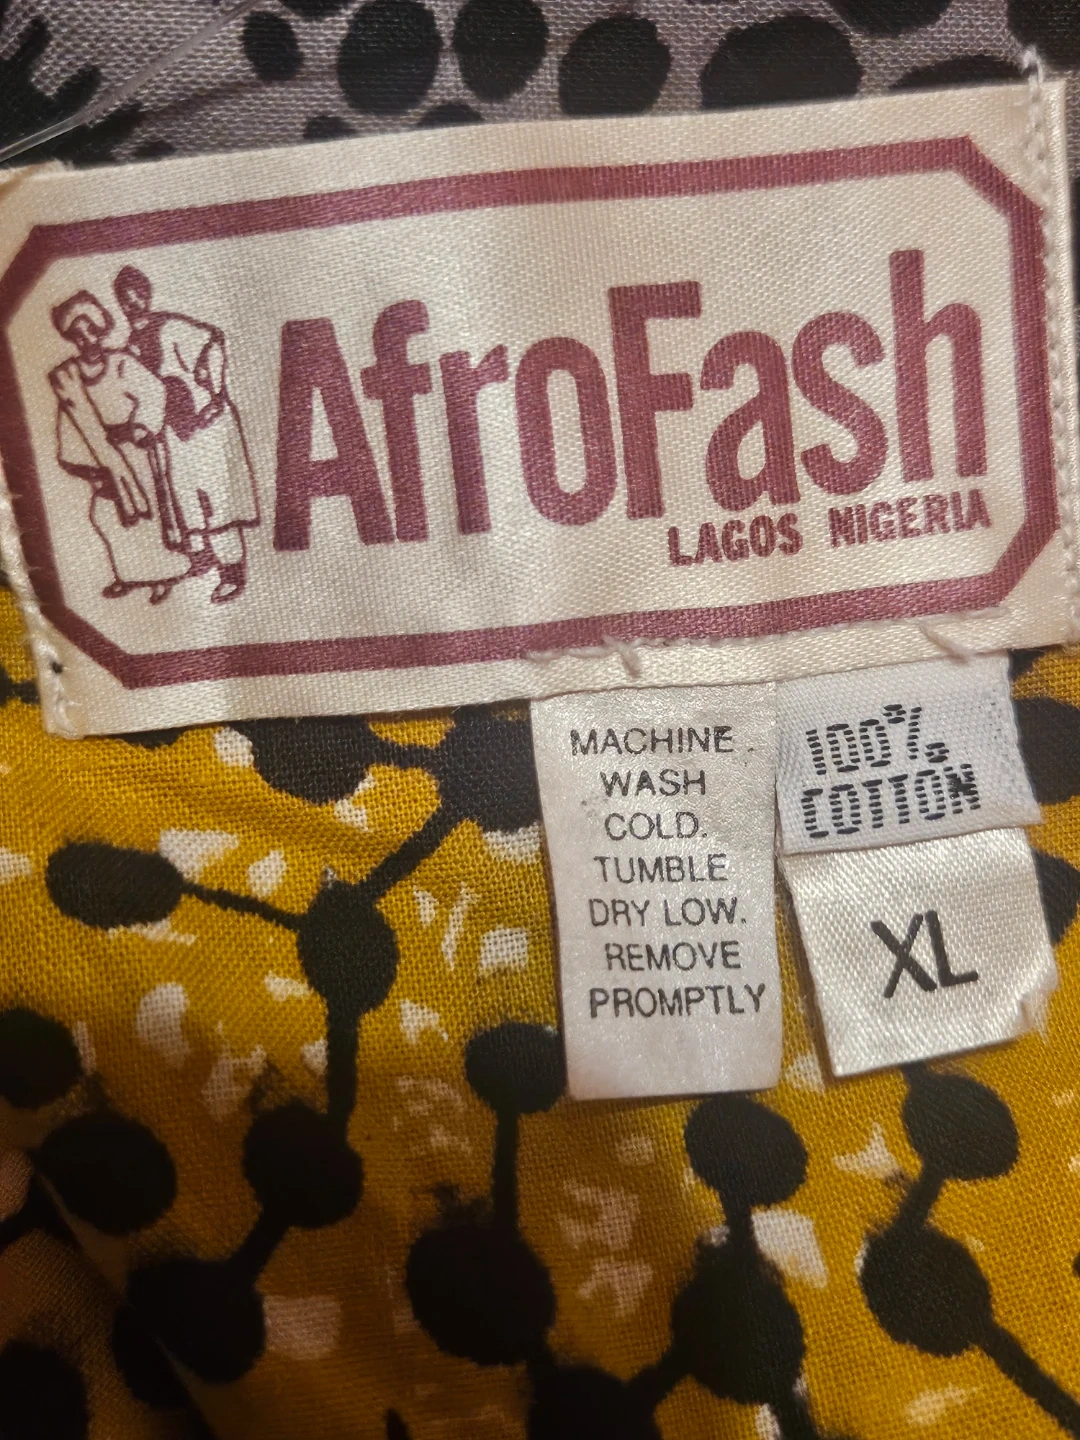 AfroFash
LAGOS NIGERIA
MACHINE.
WASH
COLD.
TUMBLE
DRY LOW.
REMOVE
PROMPTLY
100%
COTTON
XL